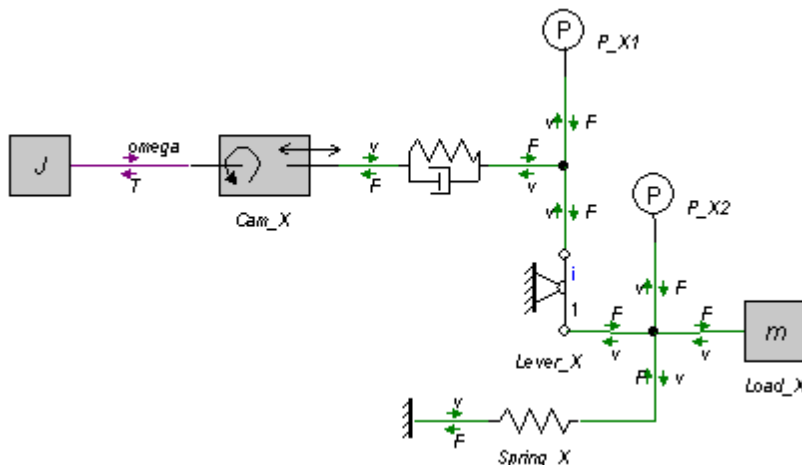 P
P_X1
v F
J
omega
T
Cam_X
v
F
F
v
v F
P
P_X2
i
1
Lever_X
v F
F
v
F
v
m
Load_X
F v
v
F
Spring_X